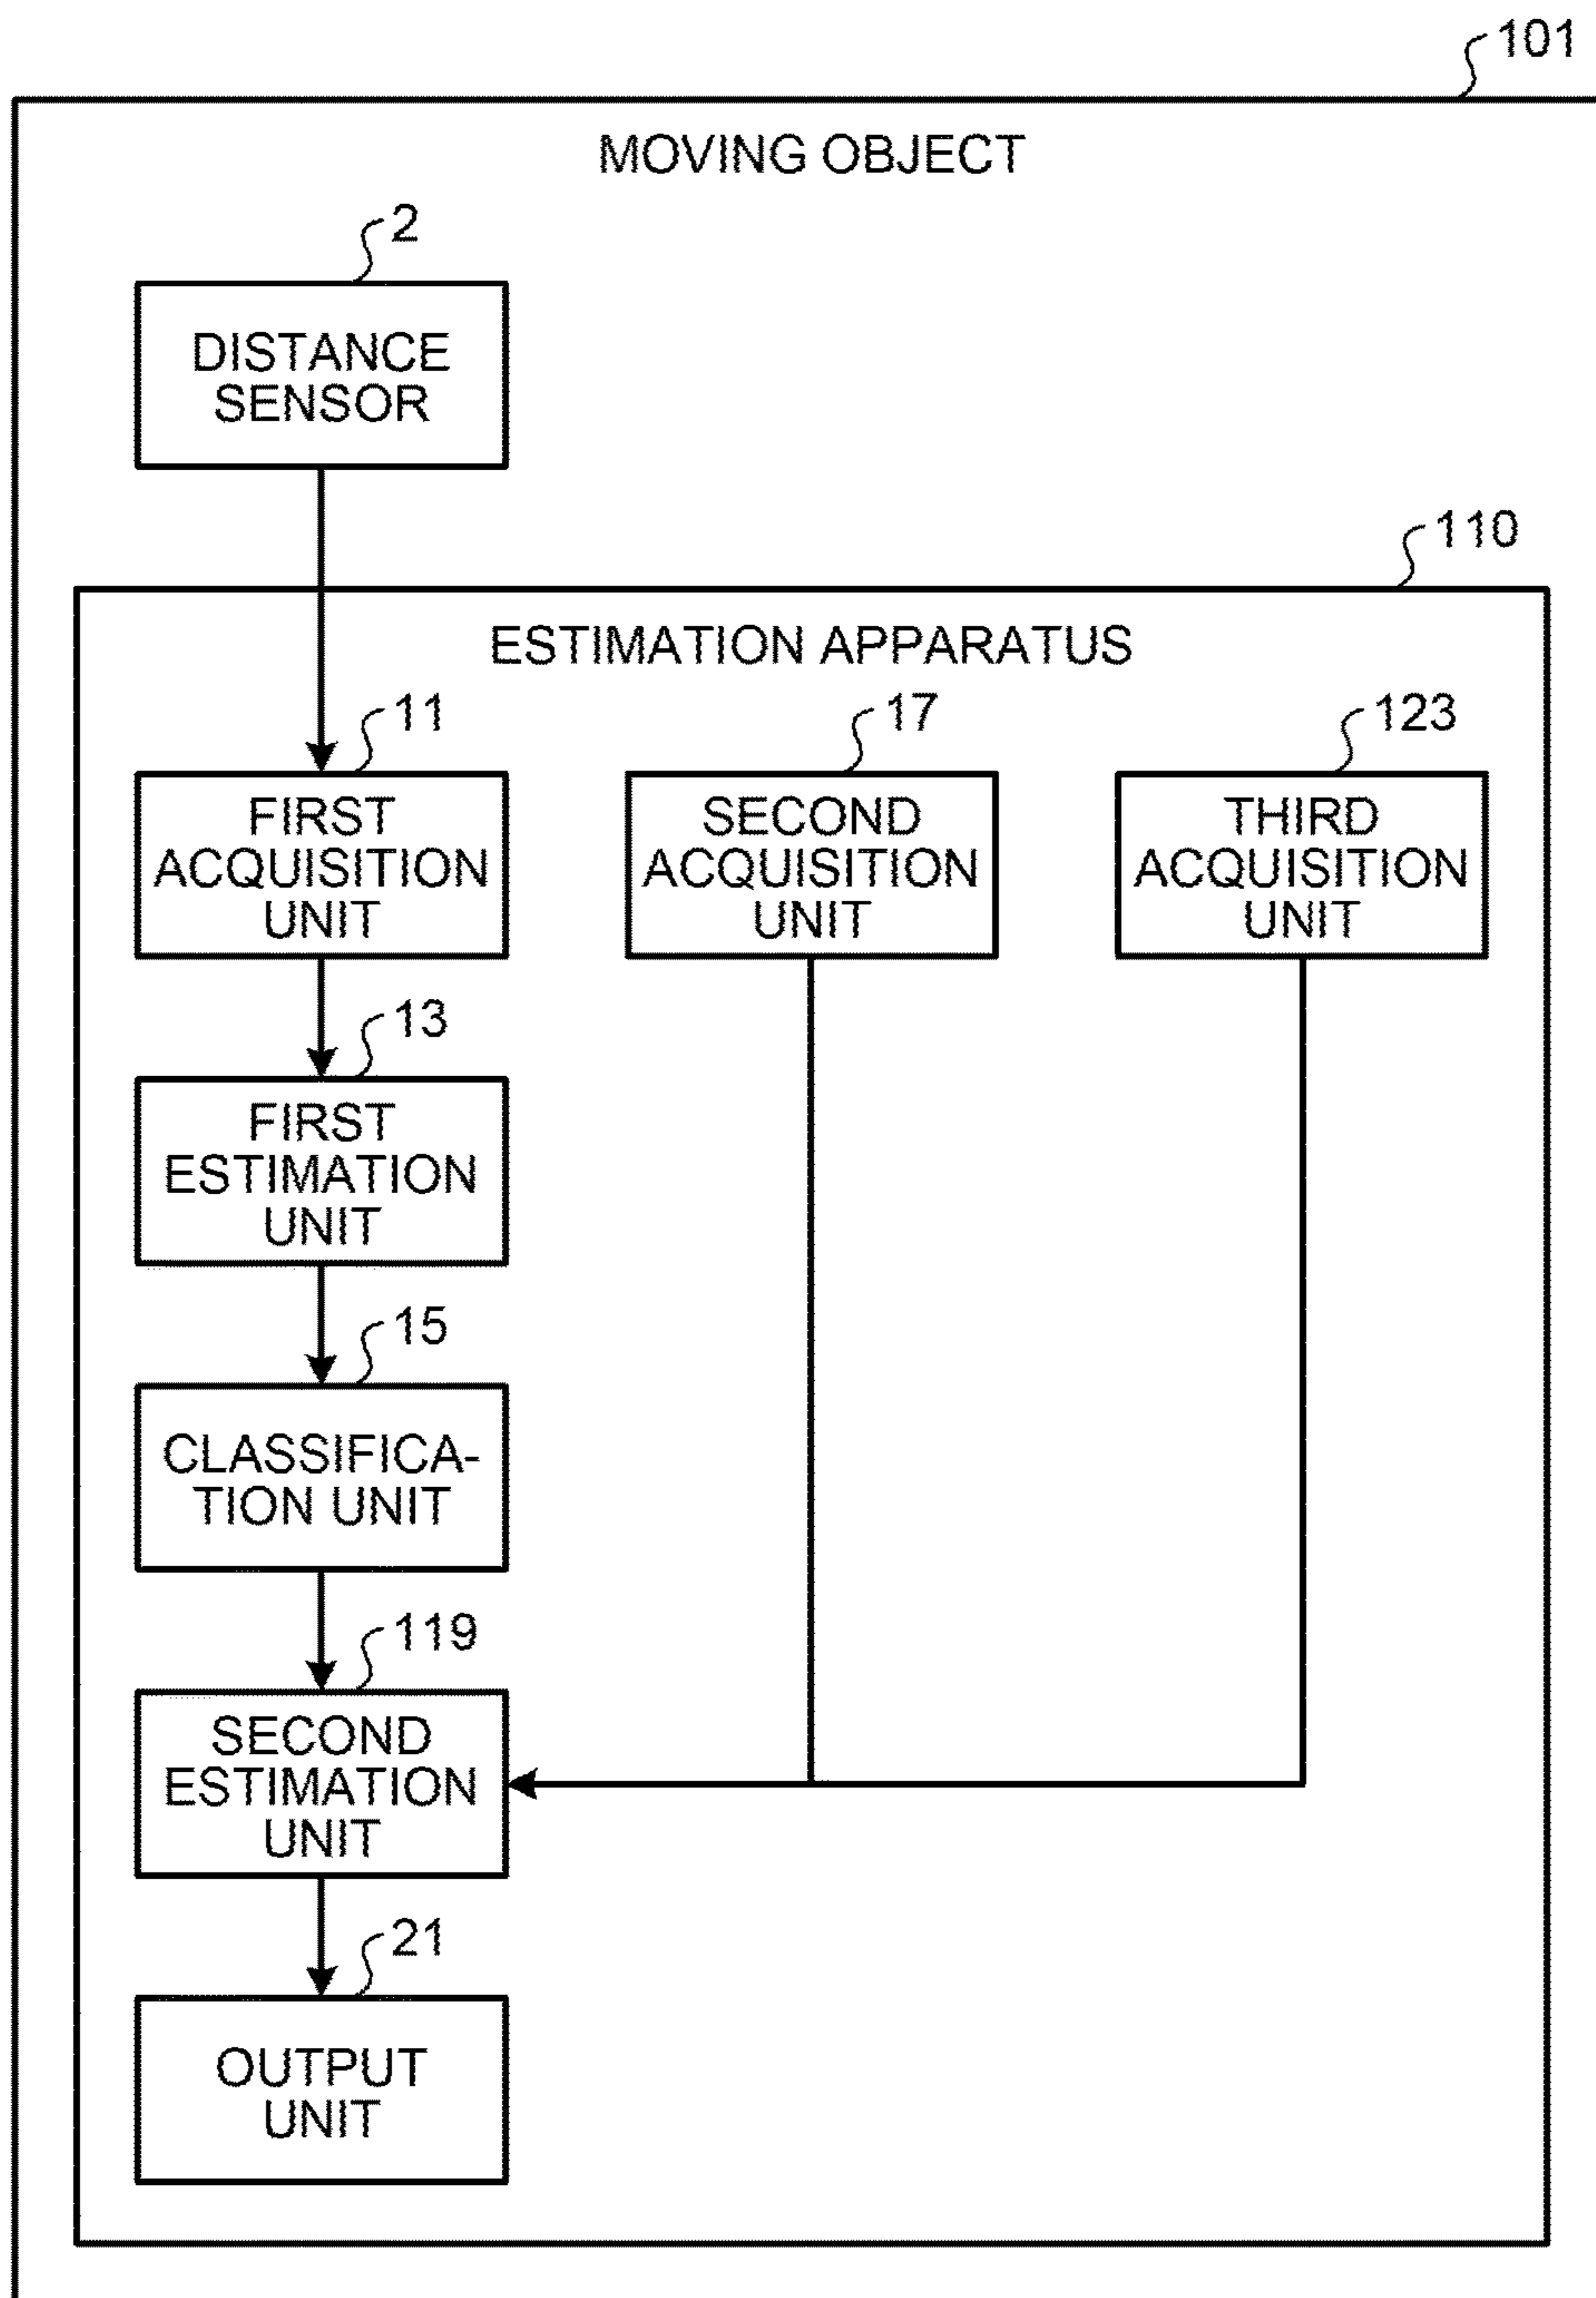 101
MOVING OBJECT
2
DISTANCE
SENSOR
110
ESTIMATION APPARATUS
11
FIRST
ACQUISITION
UNIT
17
SECOND
ACQUISITION
UNIT
123
THIRD
ACQUISITION
UNIT
13
FIRST
ESTIMATION
UNIT
15
CLASSIFICA-
TION UNIT
119
SECOND
ESTIMATION
UNIT
21
OUTPUT
UNIT